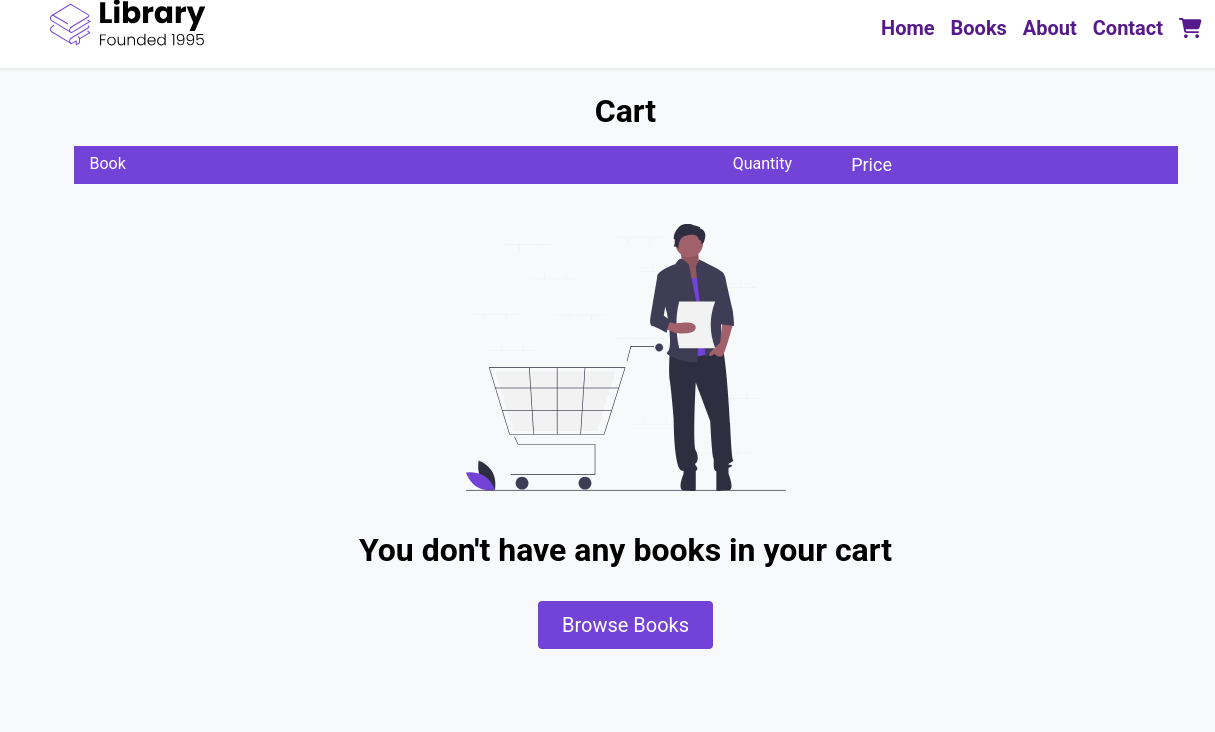 Library
Founded 1995
Home Books About Contact
Cart
Book Quantity Price
You don't have any books in your cart
Browse Books